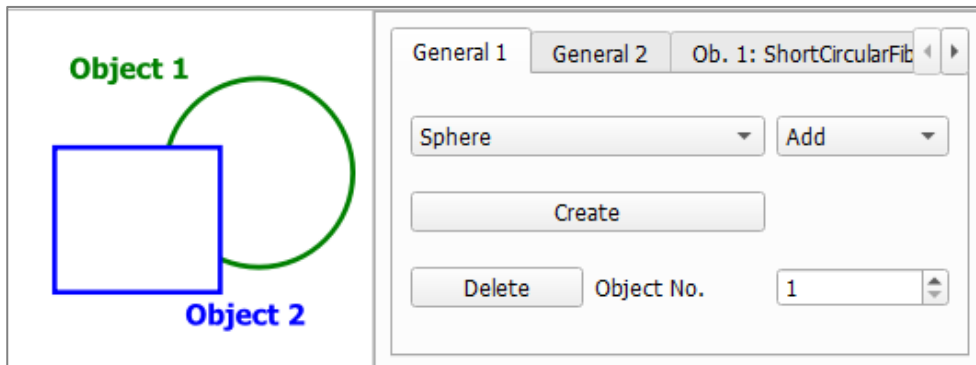 Object 1
Object 2
General 1 General 2 Ob. 1: ShortCircularFib
Sphere Add
Create
Delete Object No. 1